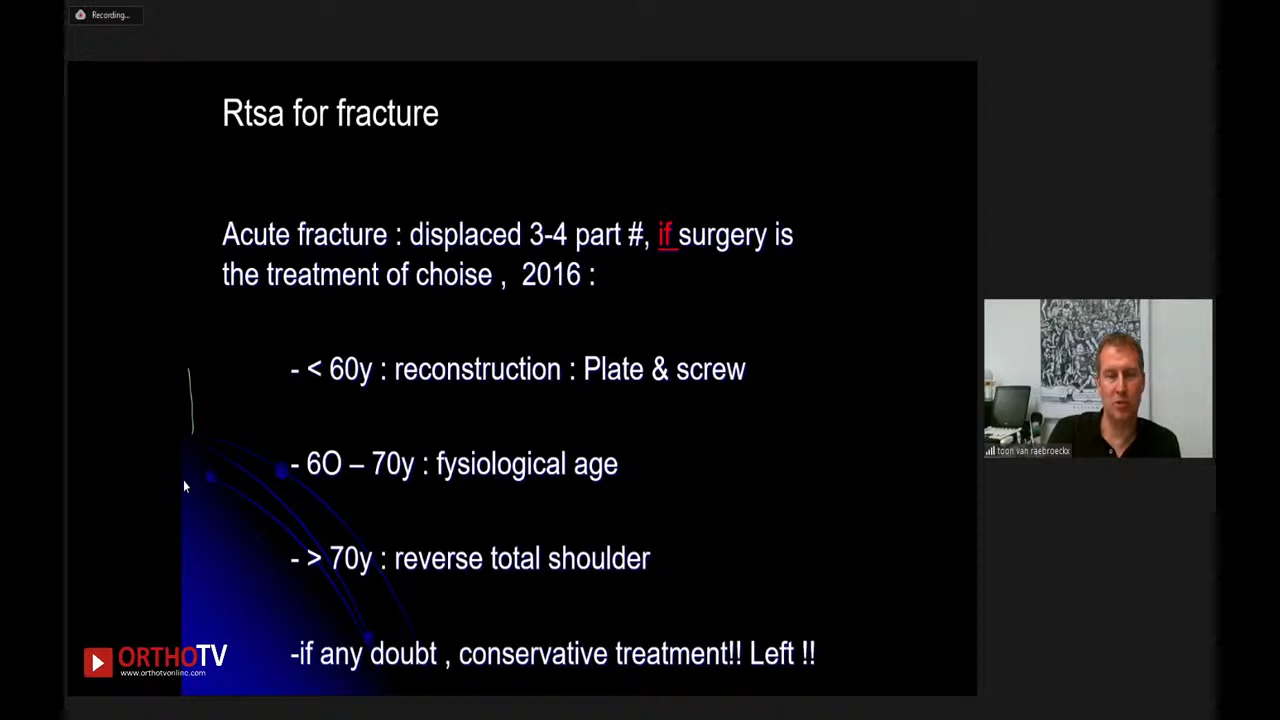 Recording...
Rtsa for fracture
Acute fracture : displaced 3-4 part #, if surgery is
the treatment of choise , 2016 :
- < 60y : reconstruction : Plate & screw
- 6O – 70y : fysiological age
- > 70y : reverse total shoulder
-if any doubt , conservative treatment!! Left !!
toon van raebroeckx
ORTHOTV
www.orthotvonline.com